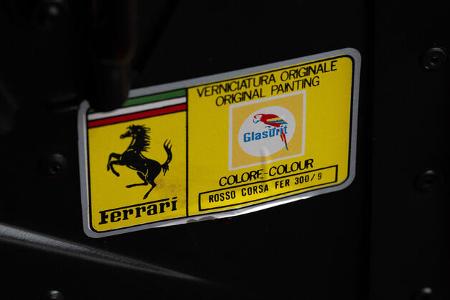 VERNICIATURA ORIGINALE
ORIGINAL PAINTING
Glasurit
COLORE-COLOUR
ROSSO CORSA FER 300/9
Ferrari